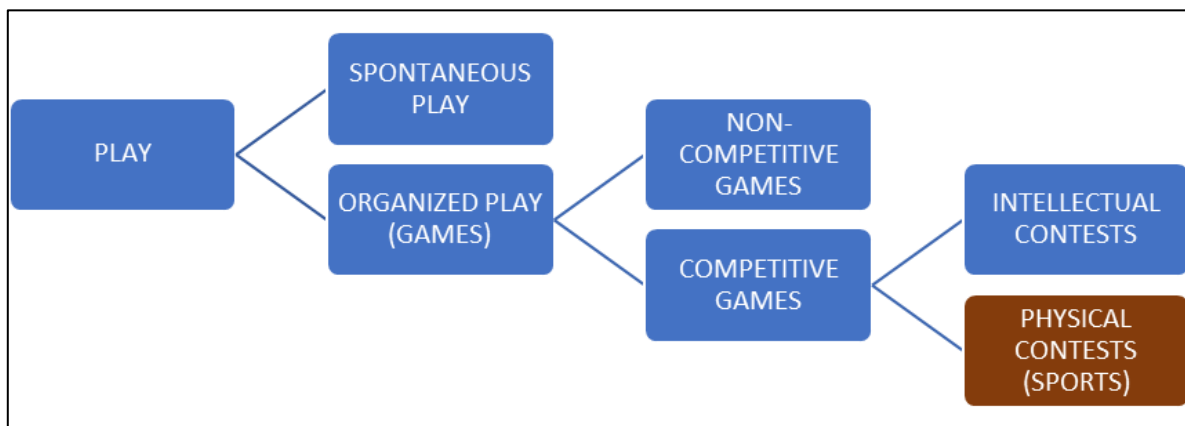 PLAY
SPONTANEOUS
PLAY
ORGANIZED PLAY
(GAMES)
NON-
COMPETITIVE
GAMES
COMPETITIVE
GAMES
INTELLECTUAL
CONTESTS
PHYSICAL
CONTESTS
(SPORTS)